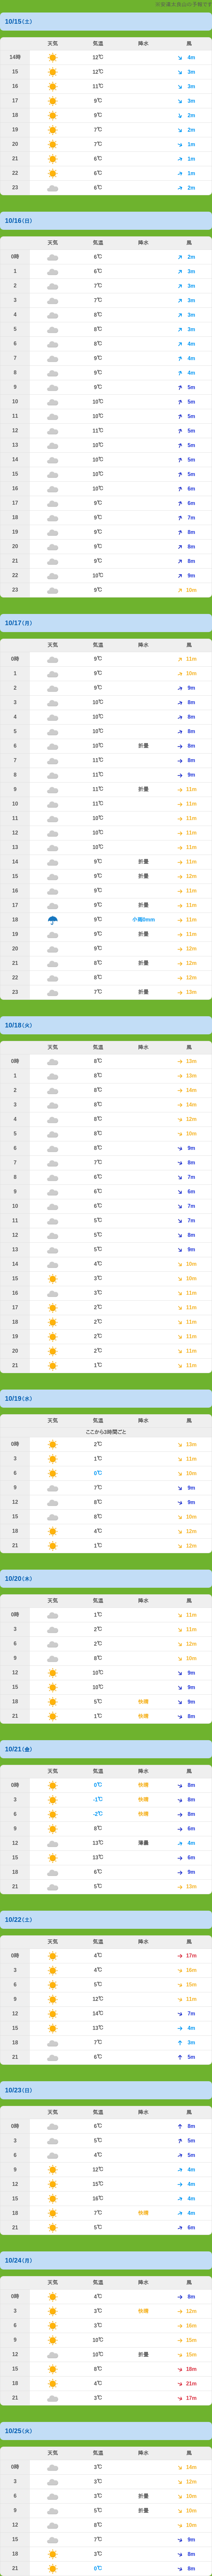 ※安達太良山の予報です
10/15(土)
天気 気温 降水 風
14時 12℃ 4m
15 12℃ 3m
16 11℃ 3m
17 9℃ 3m
18 9℃ 2m
19 7℃ 2m
20 7℃ 1m
21 6℃ 1m
22 6℃ 1m
23 6℃ 2m
10/16(日)
天気 気温 降水 風
0時 6℃ 2m
1 6℃ 3m
2 7℃ 3m
3 7℃ 3m
4 8℃ 3m
5 8℃ 3m
6 8℃ 4m
7 9℃ 4m
8 9℃ 4m
9 9℃ 5m
10 10℃ 5m
11 10℃ 5m
12 11℃ 5m
13 10℃ 5m
14 10℃ 5m
15 10℃ 5m
16 10℃ 6m
17 9℃ 6m
18 9℃ 7m
19 9℃ 8m
20 9℃ 8m
21 9℃ 8m
22 10℃ 9m
23 9℃ 10m
10/17(月)
天気 気温 降水 風
0時 9℃ 11m
1 9℃ 10m
2 9℃ 9m
3 10℃ 8m
4 10℃ 8m
5 10℃ 8m
6 10℃ 折曇 8m
7 11℃ 8m
8 11℃ 9m
9 11℃ 折曇 11m
10 11℃ 11m
11 10℃ 11m
12 10℃ 11m
13 10℃ 11m
14 9℃ 折曇 11m
15 9℃ 折曇 12m
16 9℃ 11m
17 9℃ 折曇 11m
18 9℃ 小雨0mm 11m
19 9℃ 折曇 11m
20 9℃ 12m
21 8℃ 折曇 12m
22 8℃ 12m
23 7℃ 折曇 13m
10/18(火)
天気 気温 降水 風
0時 8℃ 13m
1 8℃ 13m
2 8℃ 14m
3 8℃ 14m
4 8℃ 12m
5 8℃ 10m
6 8℃ 9m
7 7℃ 8m
8 6℃ 7m
9 6℃ 6m
10 6℃ 7m
11 5℃ 7m
12 5℃ 8m
13 5℃ 9m
14 4℃ 10m
15 3℃ 10m
16 3℃ 11m
17 2℃ 11m
18 2℃ 11m
19 2℃ 11m
20 2℃ 11m
21 1℃ 11m
10/19(水)
天気 気温 降水 風
ここから3時間ごと
0時 2℃ 13m
3 1℃ 11m
6 0℃ 10m
9 7℃ 9m
12 8℃ 9m
15 8℃ 10m
18 4℃ 12m
21 1℃ 12m
10/20(木)
天気 気温 降水 風
0時 1℃ 11m
3 2℃ 11m
6 2℃ 12m
9 8℃ 10m
12 10℃ 9m
15 10℃ 9m
18 5℃ 快晴 9m
21 1℃ 快晴 8m
10/21(金)
天気 気温 降水 風
0時 0℃ 快晴 8m
3 -1℃ 快晴 8m
6 -2℃ 快晴 8m
9 8℃ 6m
12 13℃ 薄曇 4m
15 13℃ 6m
18 6℃ 9m
21 5℃ 13m
10/22(土)
天気 気温 降水 風
0時 4℃ 17m
3 4℃ 16m
6 5℃ 15m
9 12℃ 11m
12 14℃ 7m
15 13℃ 4m
18 7℃ 3m
21 6℃ 5m
10/23(日)
天気 気温 降水 風
0時 6℃ 8m
3 5℃ 5m
6 4℃ 5m
9 12℃ 4m
12 15℃ 4m
15 16℃ 4m
18 7℃ 快晴 4m
21 5℃ 6m
10/24(月)
天気 気温 降水 風
0時 4℃ 8m
3 3℃ 快晴 12m
6 3℃ 16m
9 10℃ 15m
12 10℃ 折曇 15m
15 8℃ 18m
18 4℃ 21m
21 3℃ 17m
10/25(火)
天気 気温 降水 風
0時 3℃ 14m
3 3℃ 12m
6 3℃ 折曇 10m
9 5℃ 折曇 10m
12 8℃ 10m
15 7℃ 9m
18 3℃ 8m
21 0℃ 8m